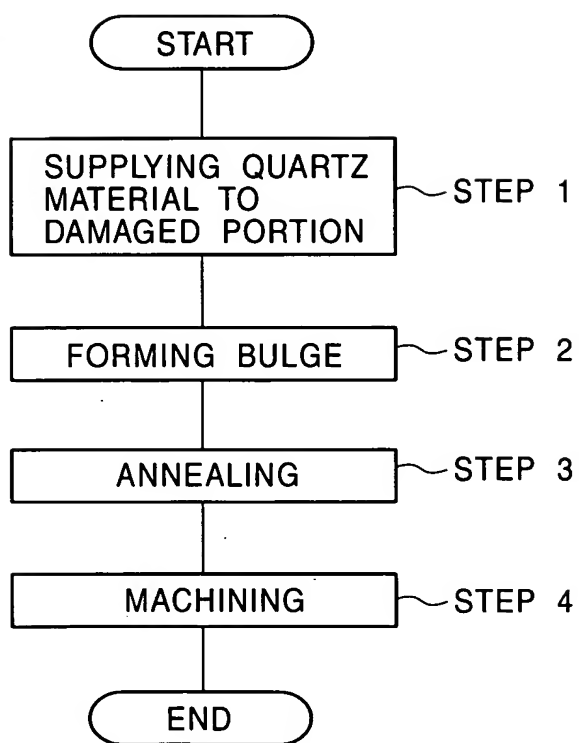 START
SUPPLYING QUARTZ
MATERIAL TO
DAMAGED PORTION
STEP 1
FORMING BULGE
STEP 2
ANNEALING
STEP 3
MACHINING
STEP 4
END